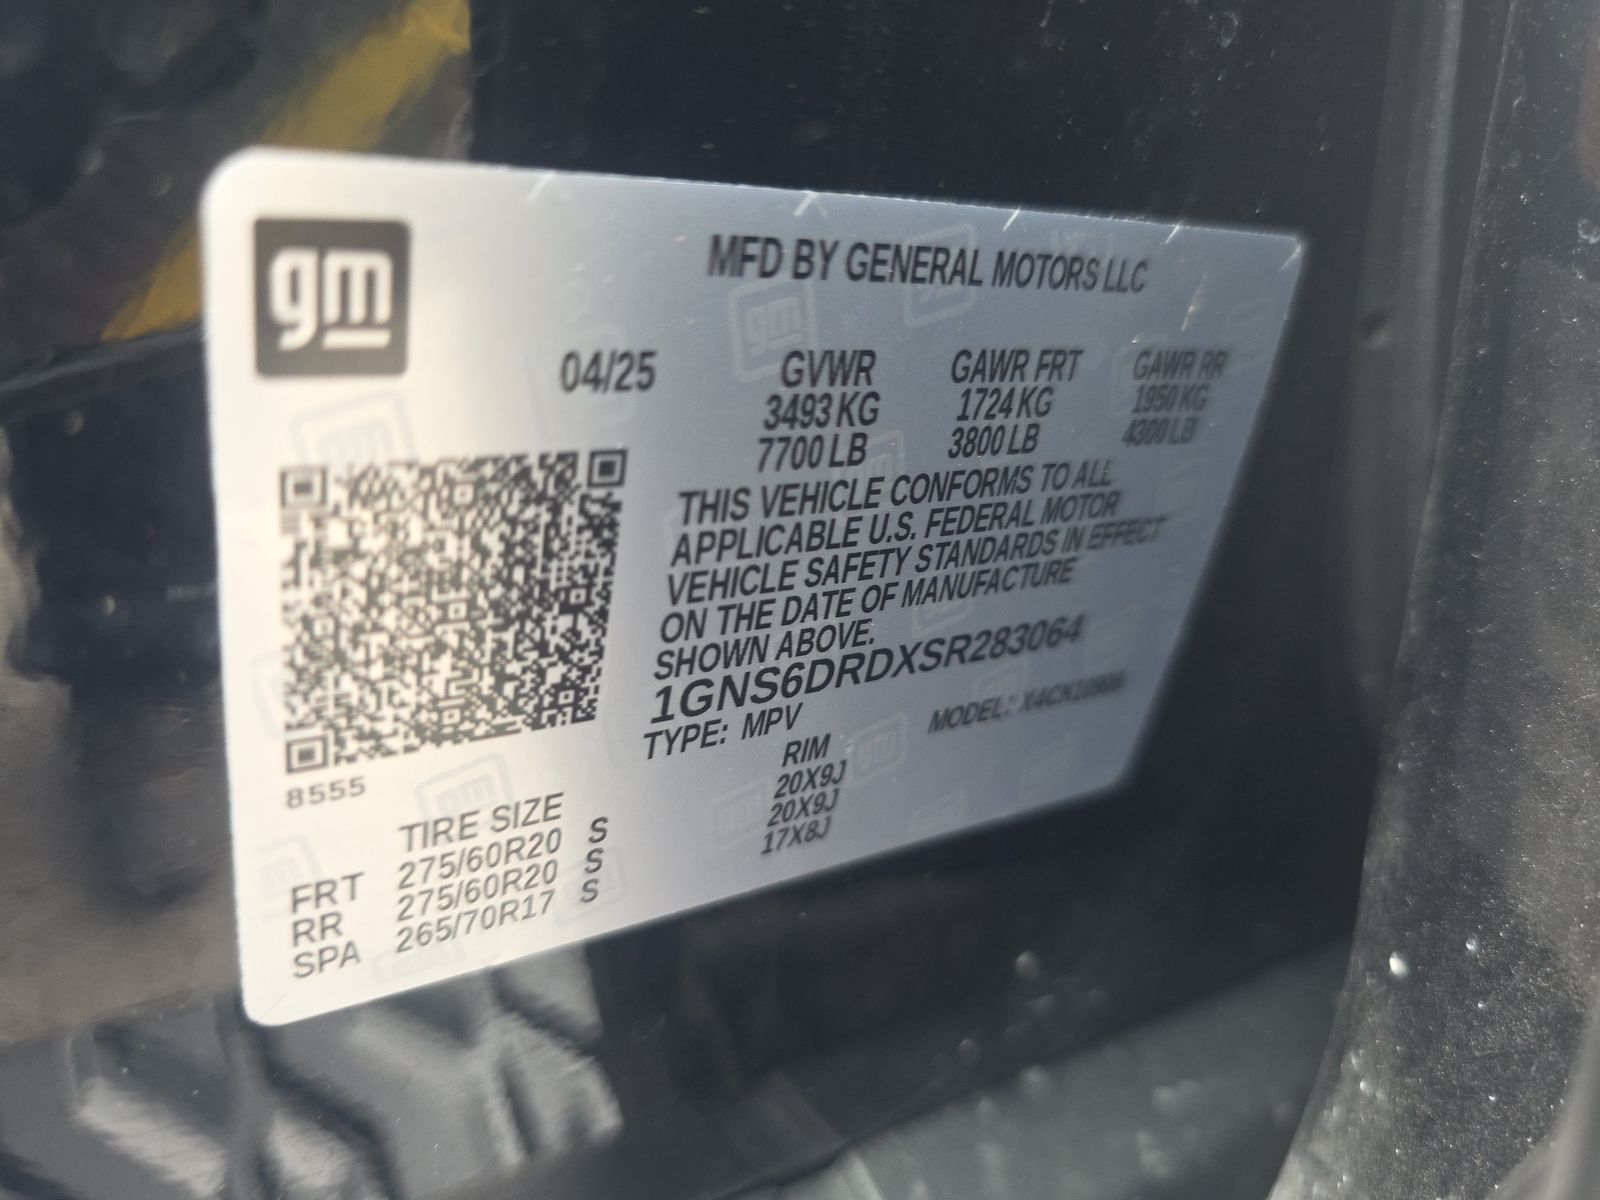 gm
MFD BY GENERAL MOTORS LLC
04/25
GVWR GAWR FRT GAWR RR
3493 KG 1724 KG 1950 KG
7700 LB 3800 LB 4300 LB
THIS VEHICLE CONFORMS TO ALL
APPLICABLE U.S. FEDERAL MOTOR
VEHICLE SAFETY STANDARDS IN EFFECT
ON THE DATE OF MANUFACTURE
SHOWN ABOVE.
1GNS6DRDXSR283064
TYPE: MPV MODEL:
8555
TIRE SIZE RIM
FRT 275/60R20 S 20X9J
RR 275/60R20 S 20X9J
SPA 265/70R17 S 17X8J